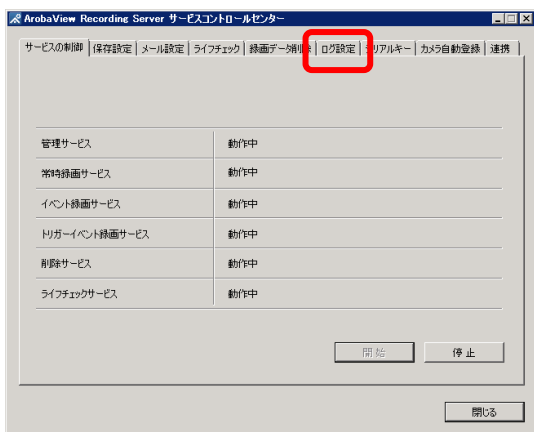 ArobaView Recording Server サービスコントロールセンター
サービスの制御 保存設定 メール設定 ライフチェック 録画データ削除 ログ設定 シリアルキー カメラ自動登録 連携
管理サービス 動作中
常時録画サービス 動作中
イベント録画サービス 動作中
トリガーイベント録画サービス 動作中
削除サービス 動作中
ライフチェックサービス 動作中
開始 停止
閉じる